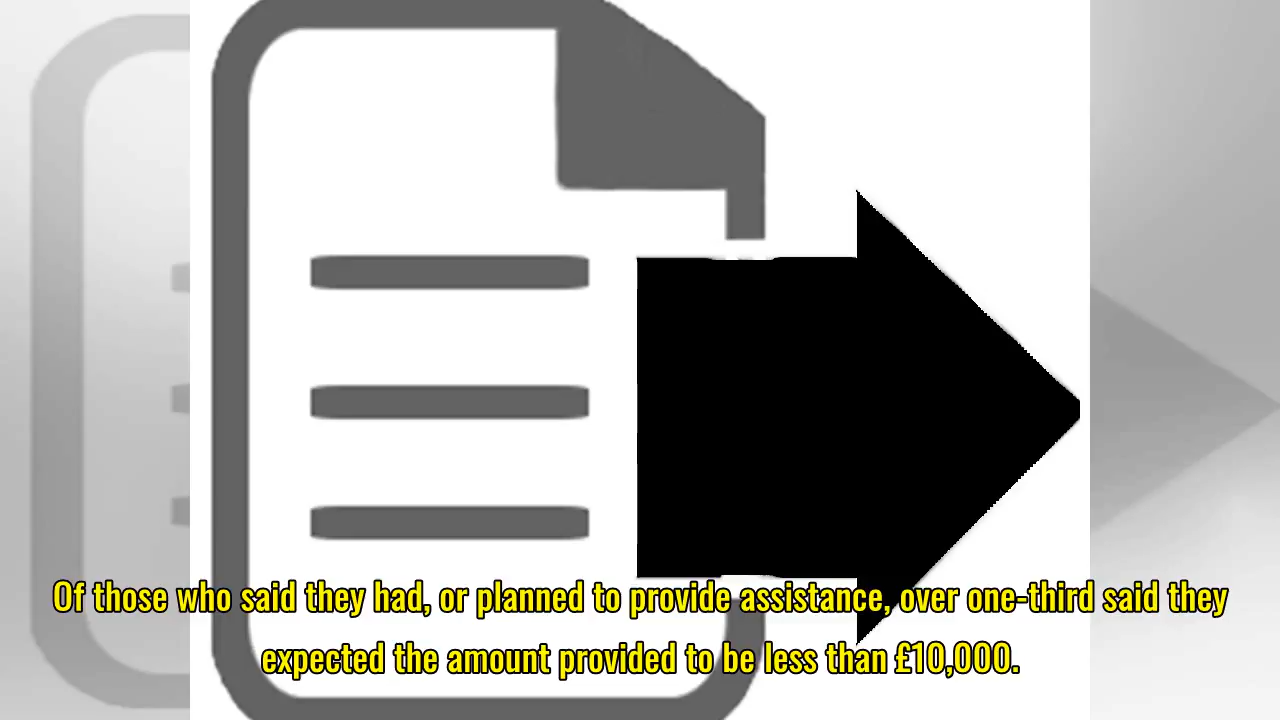 Of those who said they had, or planned to provide assistance, over one-third said they
expected the amount provided to be less than £10,000.